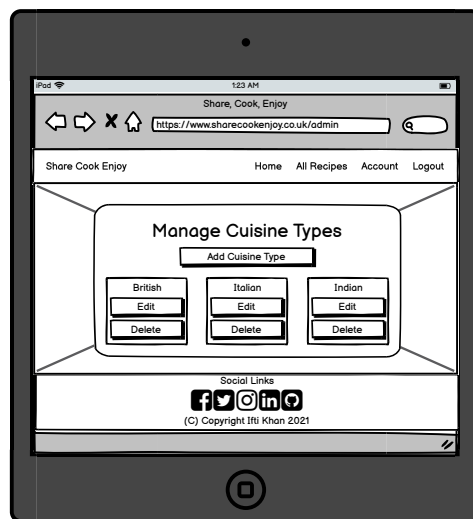 iPad 1:23 AM
Share, Cook, Enjoy
https://www.sharecookenjoy.co.uk/admin
Share Cook Enjoy Home All Recipes Account Logout
Manage Cuisine Types
Add Cuisine Type
British Italian Indian
Edit Edit Edit
Delete Delete Delete
Social Links
(C) Copyright Ifti Khan 2021